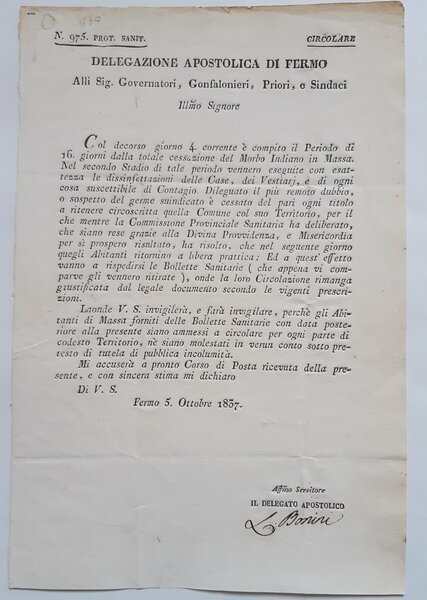 837
N. 975. PROT. SANIT.
CIRCOLARE
DELEGAZIONE APOSTOLICA DI FERMO
Alli Sig. Governatori, Gonfalonieri, Priori, e Sindaci
Illmo Signore
Col decorso giorno 4. corrente è compito il Periodo di
16. giorni dalla totale cessazione del Morbo Indiano in Massa.
Nel secondo Stadio di tale periodo vennero eseguite con esat-
tezza le dissinfettazioni delle Case, dei Vestiarj, e di ogni
cosa suscettibile di Contagio. Dileguato il più remoto dubbio,
o sospetto del germe suindicato è cessato del pari ogni titolo
a ritenere circoscritta quella Comune col suo Territorio, per il
che mentre la Commissione Provinciale Sanitaria ha deliberato,
che siano rese grazie alla Divina Provvidenza, e Misericordia
per sì prospero risultato, ha risolto, che nel seguente giorno
quegli Abitanti ritornino a libera pratica; Ed a quest'effetto
vanno a rispedirsi le Bollette Sanitarie (che appena vi com-
parve gli vennero ritirate), onde la loro Circolazione rimanga
giustificata dal legale documento secondo le vigenti prescri-
zioni.
Laonde V. S. invigilerà, e farà invigilare, perchè gli Abi-
tanti di Massa forniti delle Bollette Sanitarie con data poste-
riore alla presente siano ammessi a circolare per ogni parte di
codesto Territorio, nè siano molestati in verun conto sotto pre-
testo di tutela di pubblica incolumità.
Mi accuserà a pronto Corso di Posta ricevuta della pre-
sente, e con sincera stima mi dichiaro
Di V. S.
Fermo 5. Ottobre 1837.
Affmo Servitore
IL DELEGATO APOSTOLICO